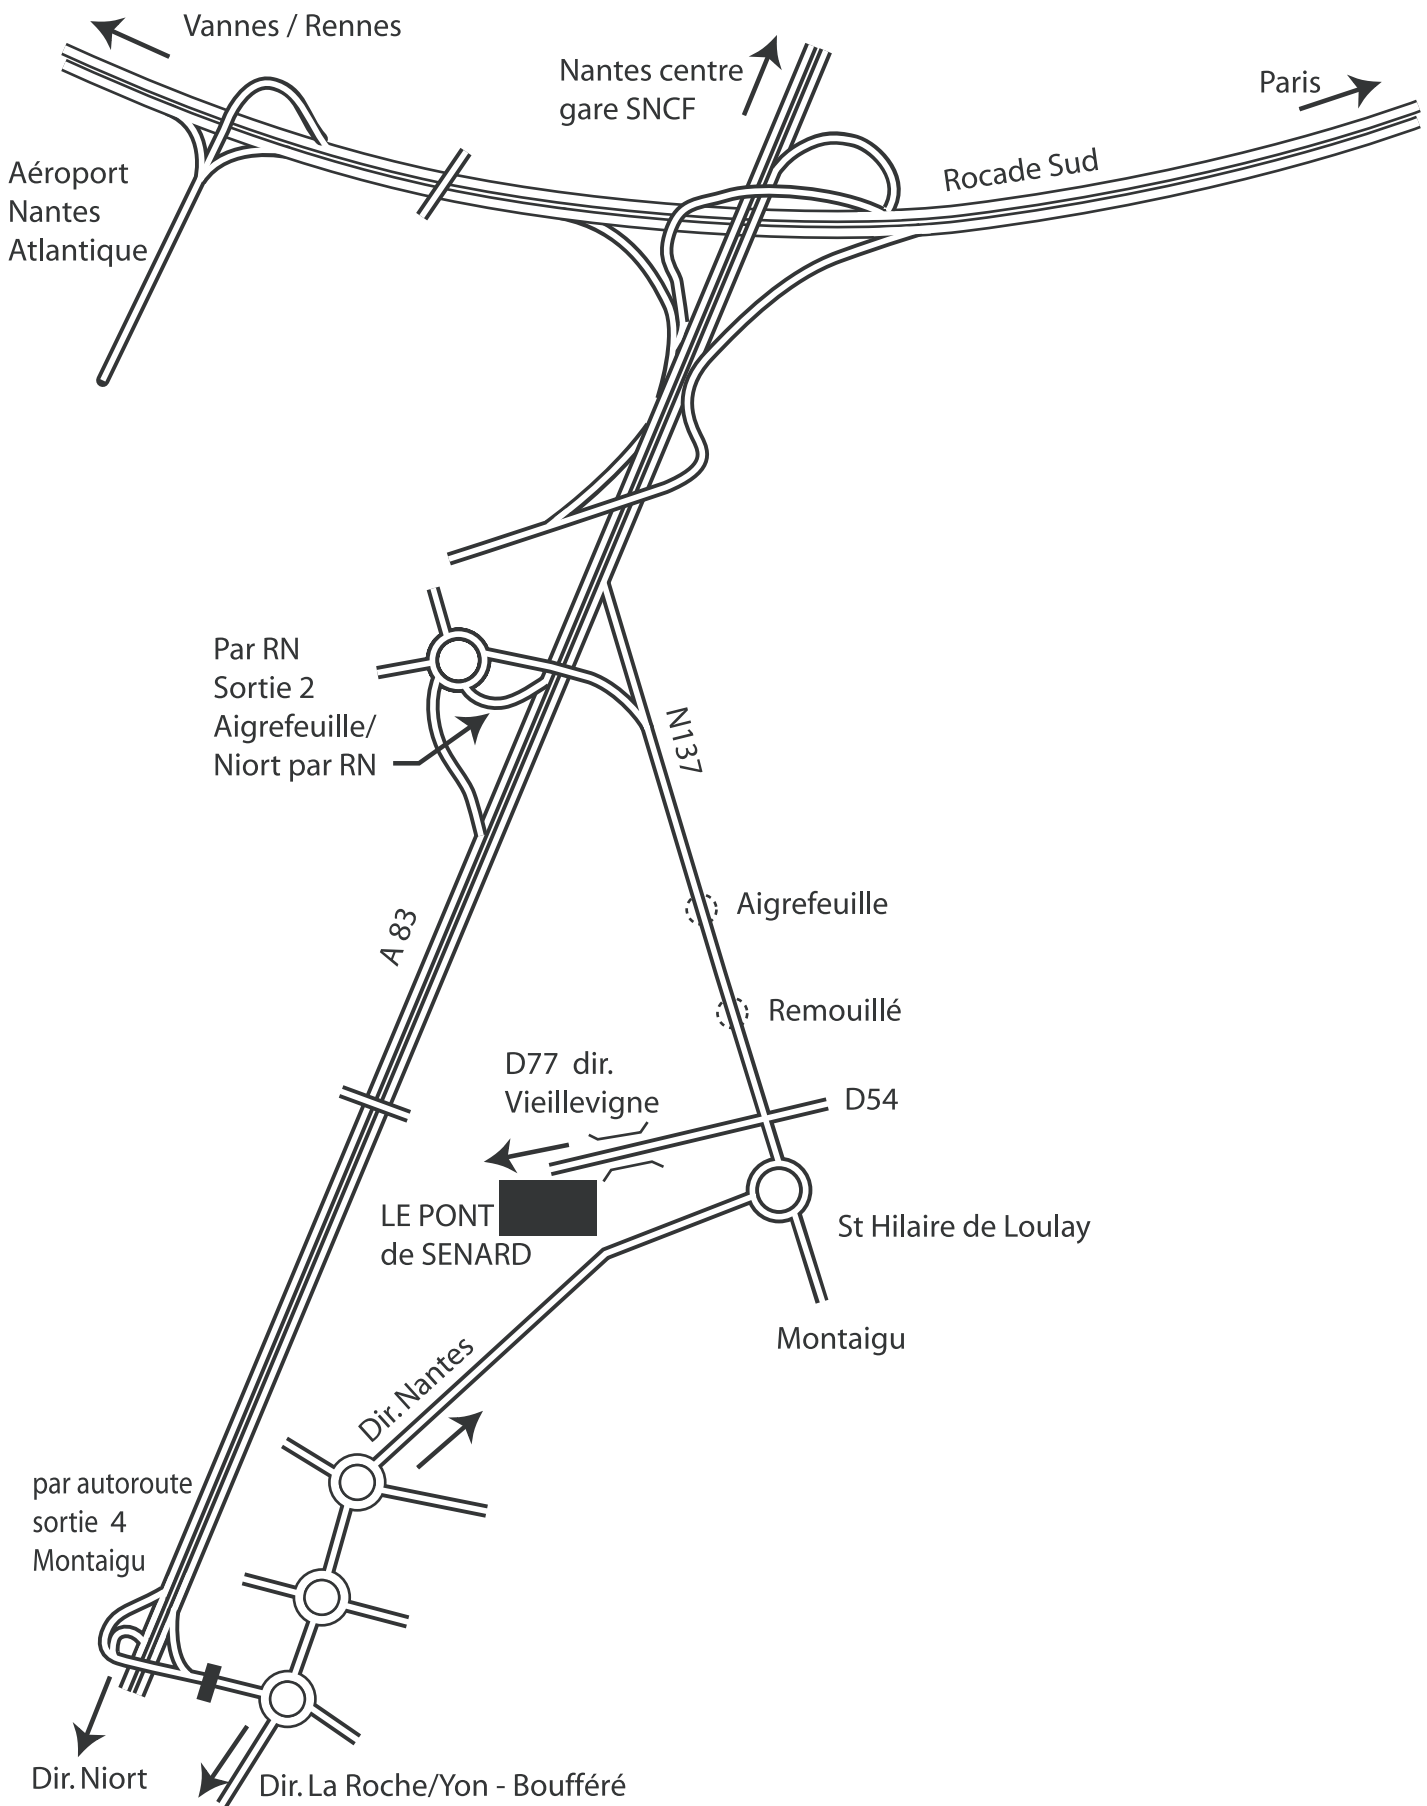 Vannes / Rennes
Nantes centre
gare SNCF
Paris
Rocade Sud
Aéroport
Nantes
Atlantique
Par RN
Sortie 2
Aigrefeuille/
Niort par RN
N137
A 83
Aigrefeuille
Remouillé
D77 dir.
Vieillevigne
D54
LE PONT
de SENARD
St Hilaire de Loulay
Montaigu
Dir. Nantes
par autoroute
sortie 4
Montaigu
Dir. Niort
Dir. La Roche/Yon - Boufféré